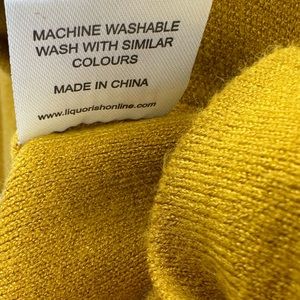 MACHINE WASHABLE
WASH WITH SIMILAR
COLOURS
MADE IN CHINA
www.liquorishonline.com